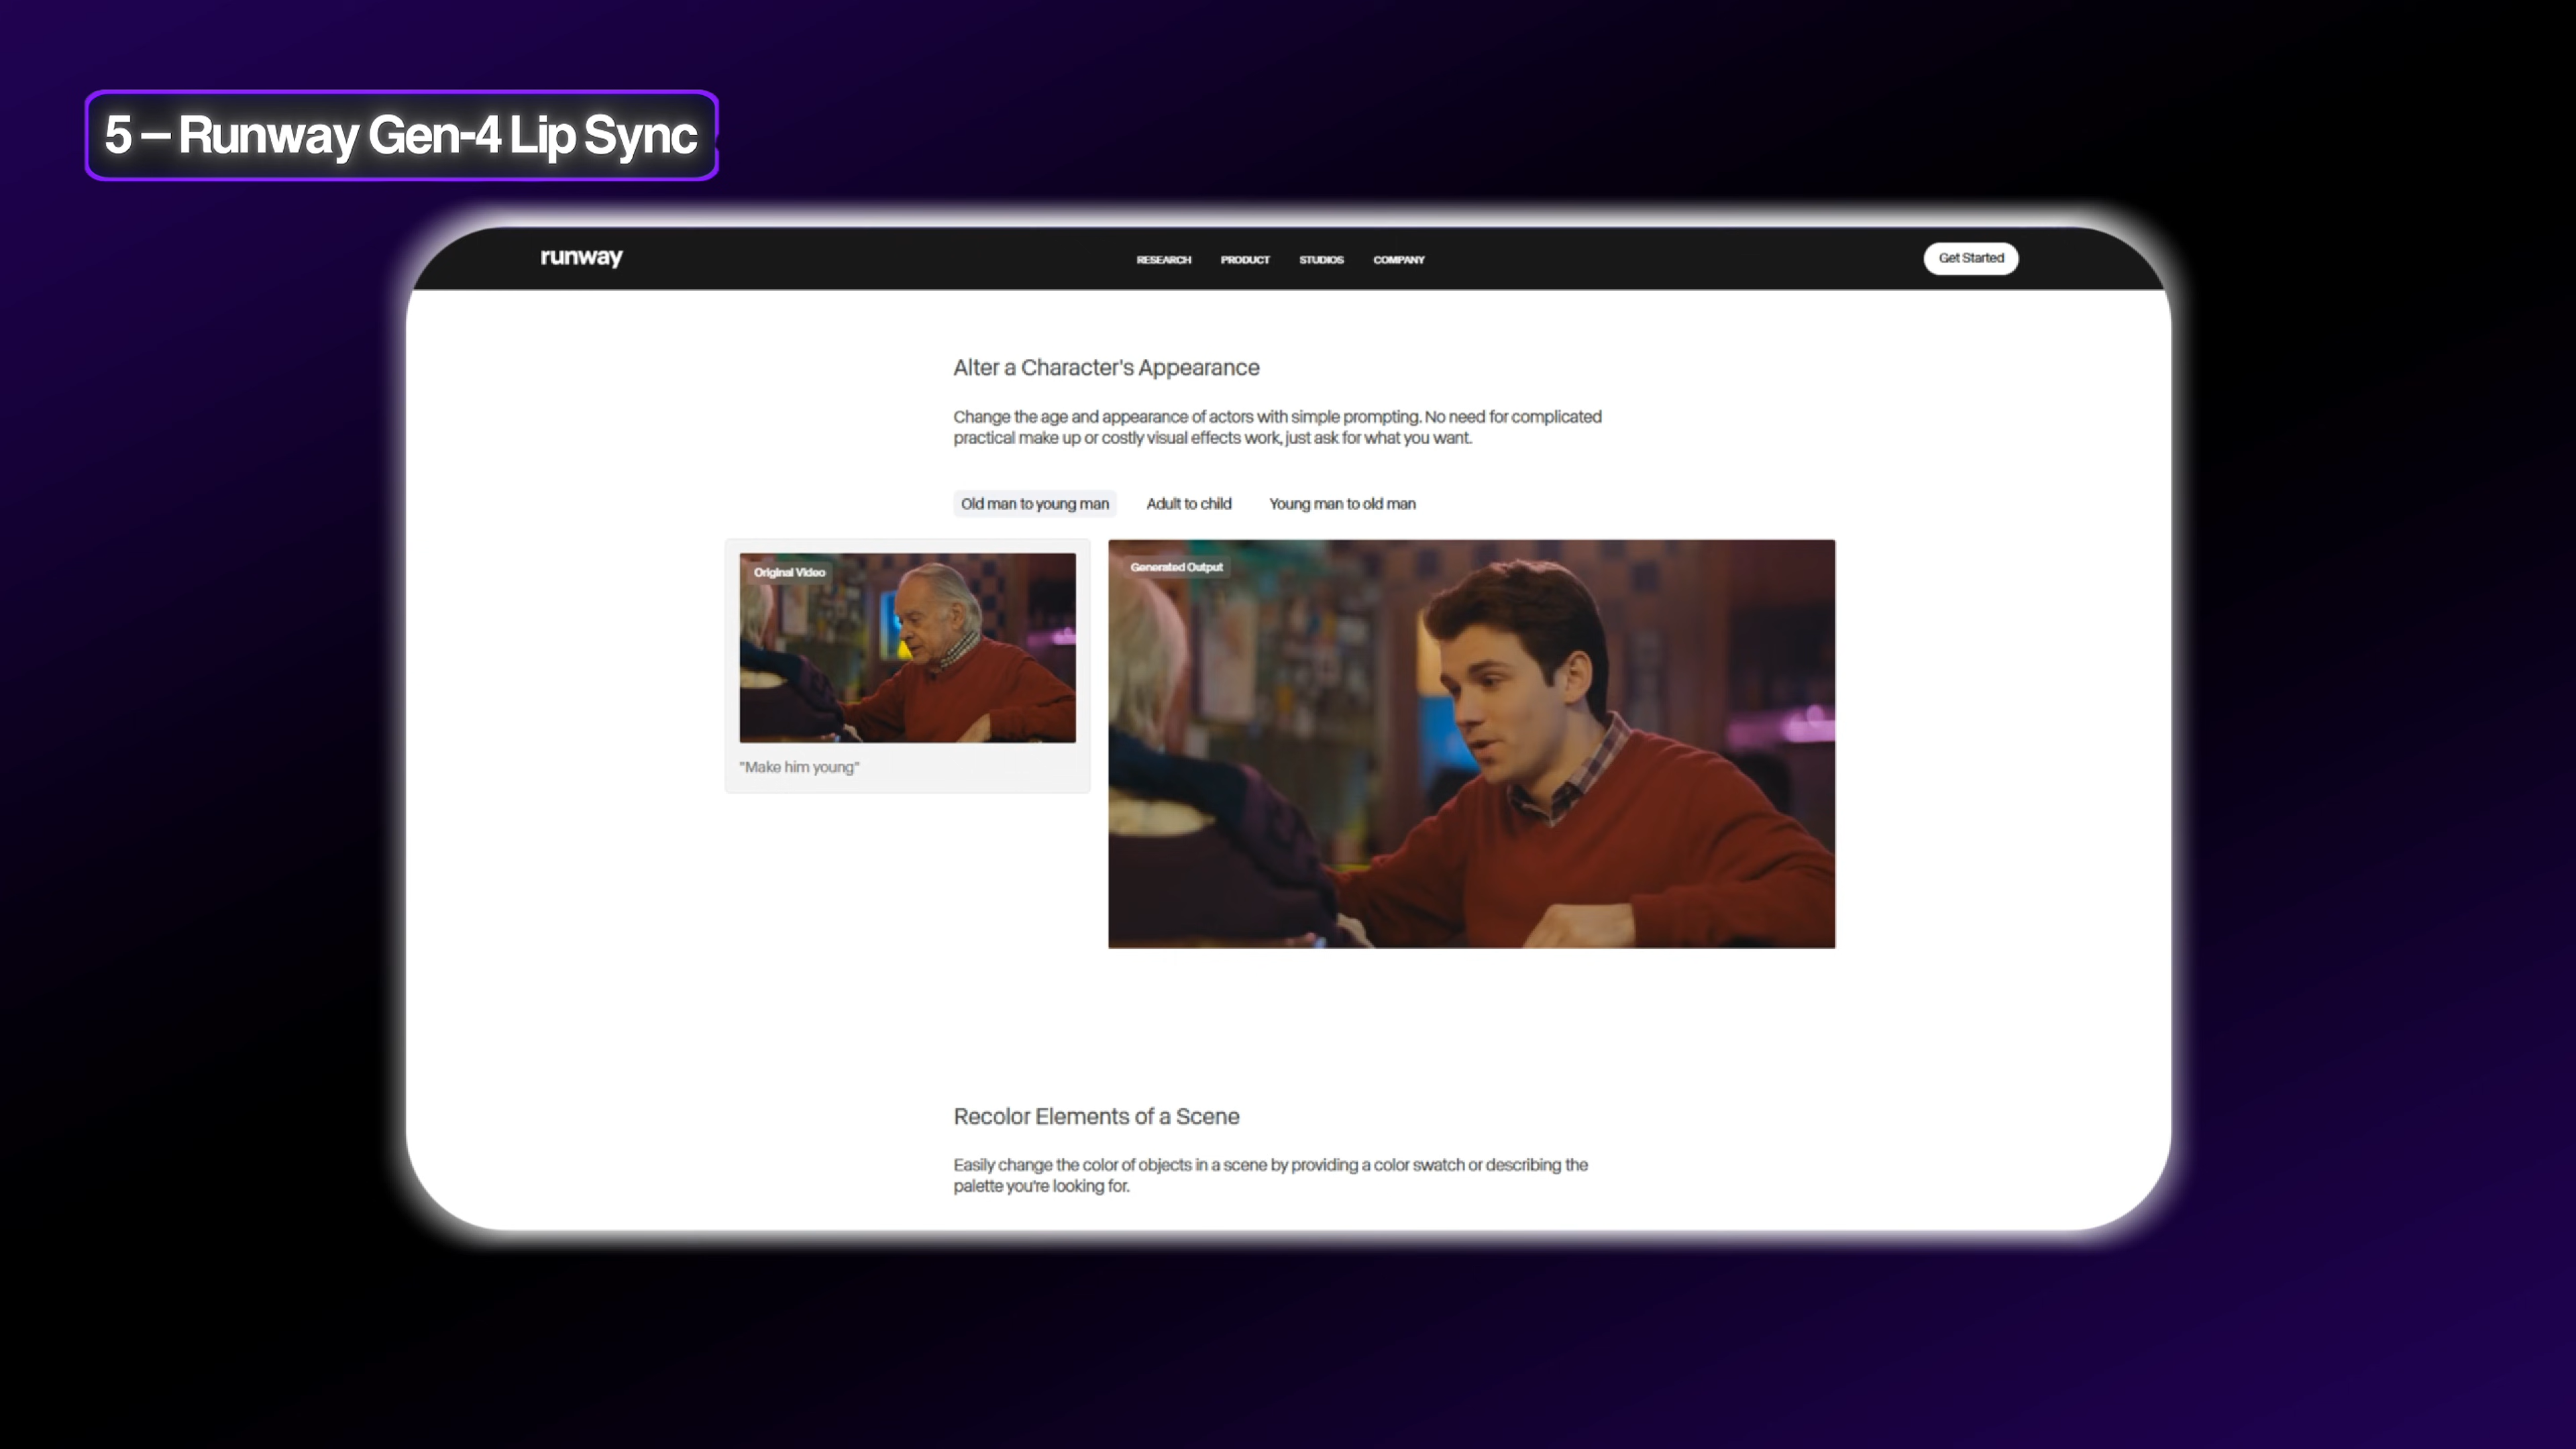 5 – Runway Gen-4 Lip Sync
runway
RESEARCH
PRODUCT
STUDIOS
COMPANY
Get Started
Alter a Character's Appearance
Change the age and appearance of actors with simple prompting. No need for complicated
practical make up or costly visual effects work, just ask for what you want.
Old man to young man
Adult to child
Young man to old man
Original Video
"Make him young"
Generated Output
Recolor Elements of a Scene
Easily change the color of objects in a scene by providing a color swatch or describing the
palette you're looking for.